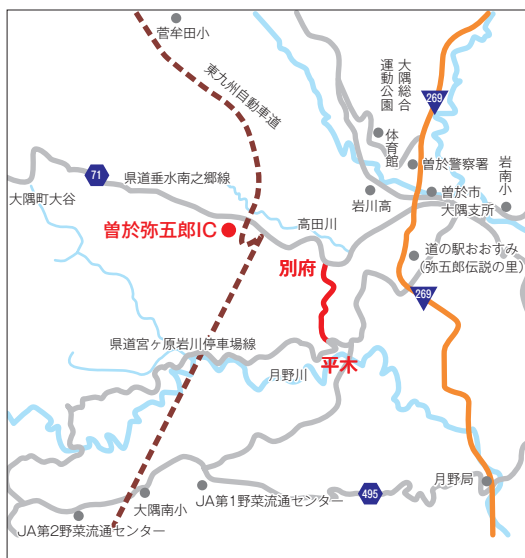 菅牟田小
東九州自動車道
大隅総合
運動公園
269
体育館
曽於警察署
岩南小
71
県道垂水南之郷線
大隅町大谷
岩川高
曽於市
大隅支所
曽於弥五郎IC
高田川
道の駅おおすみ
(弥五郎伝説の里)
別府
269
県道宮ヶ原岩川停車場線
平木
月野川
月野局
大隅南小
JA第1野菜流通センター
495
JA第2野菜流通センター